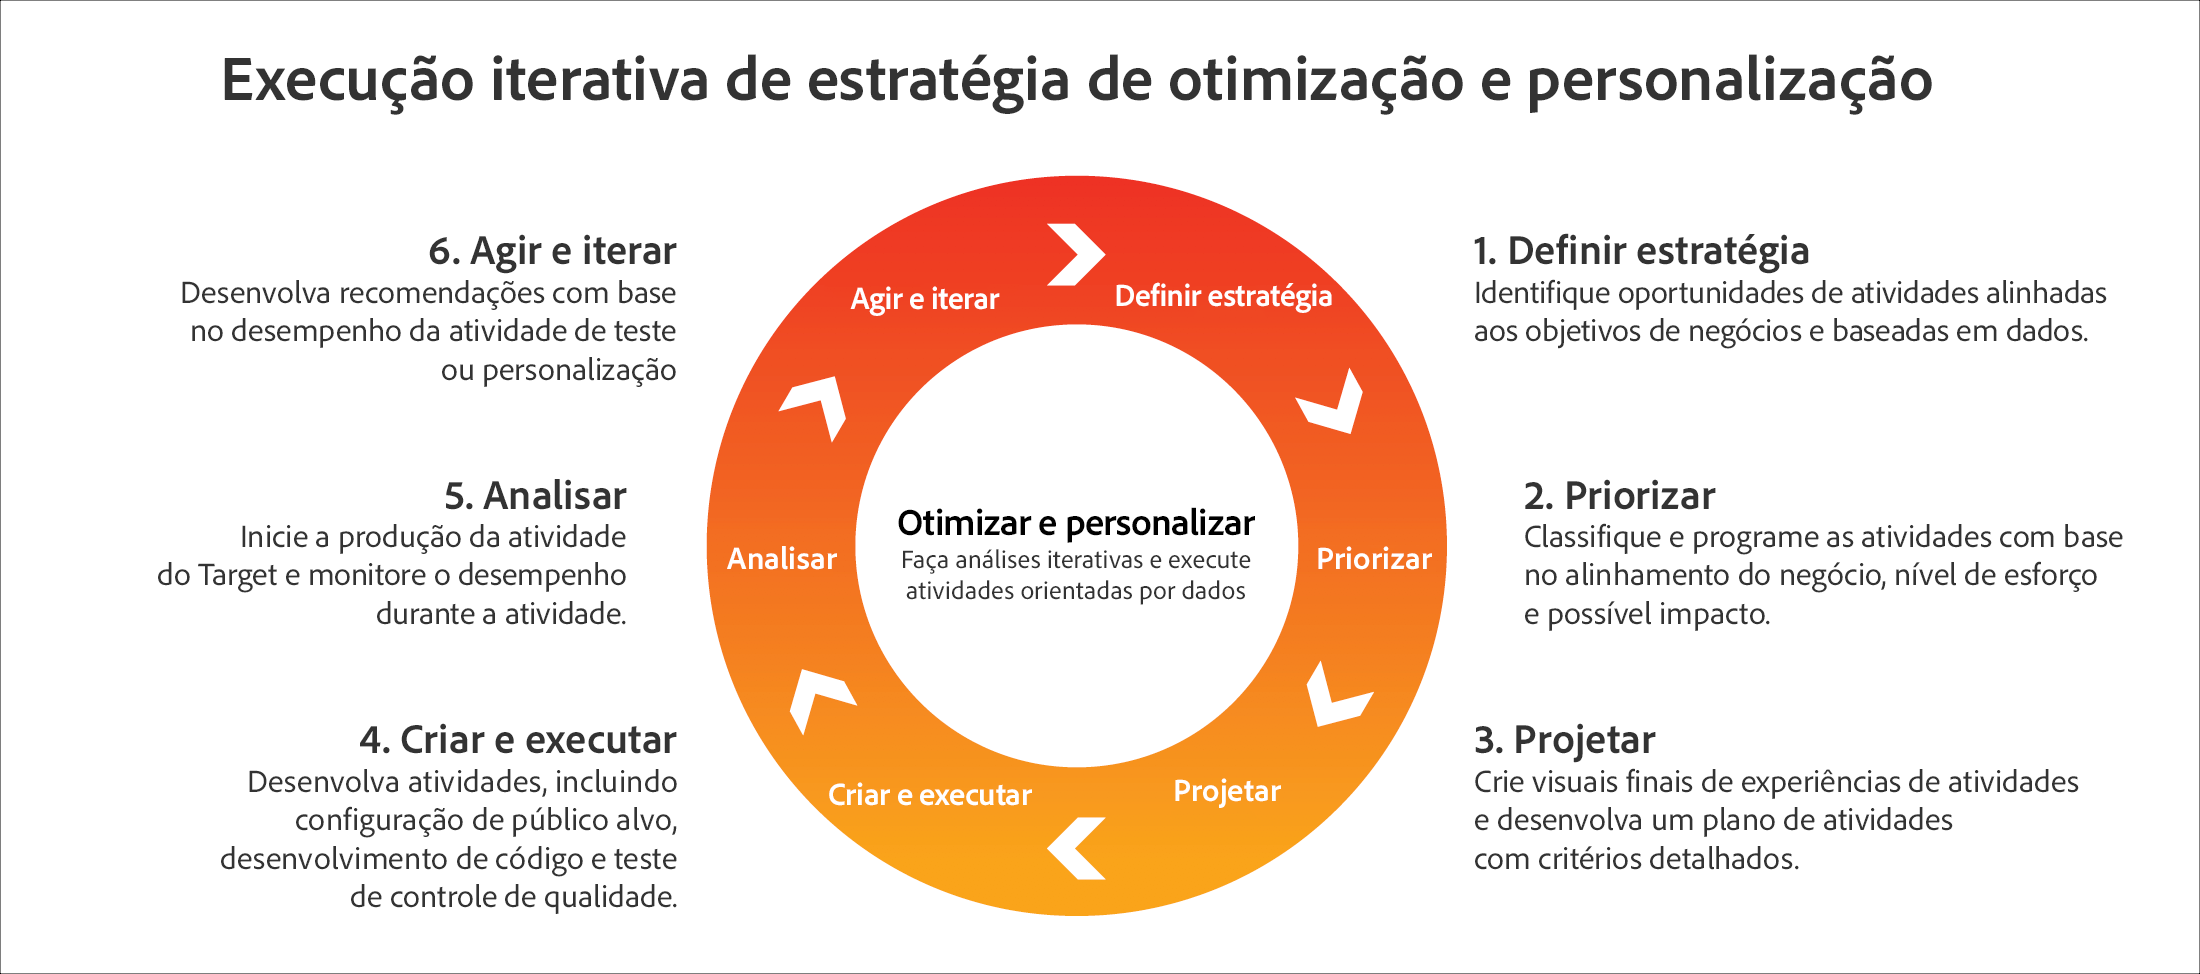 Execução iterativa de estratégia de otimização e personalização
6. Agir e iterar
Desenvolva recomendações com base
no desempenho da atividade de teste
ou personalização
5. Analisar
Inicie a produção da atividade
do Target e monitore o desempenho
durante a atividade.
4. Criar e executar
Desenvolva atividades, incluindo
configuração de público alvo,
desenvolvimento de código e teste
de controle de qualidade.
Agir e iterar
Definir estratégia
Analisar
Priorizar
Criar e executar
Projetar
Otimizar e personalizar
Faça análises iterativas e execute
atividades orientadas por dados
1. Definir estratégia
Identifique oportunidades de atividades alinhadas
aos objetivos de negócios e baseadas em dados.
2. Priorizar
Classifique e programe as atividades com base
no alinhamento do negócio, nível de esforço
e possível impacto.
3. Projetar
Crie visuais finais de experiências de atividades
e desenvolva um plano de atividades
com critérios detalhados.